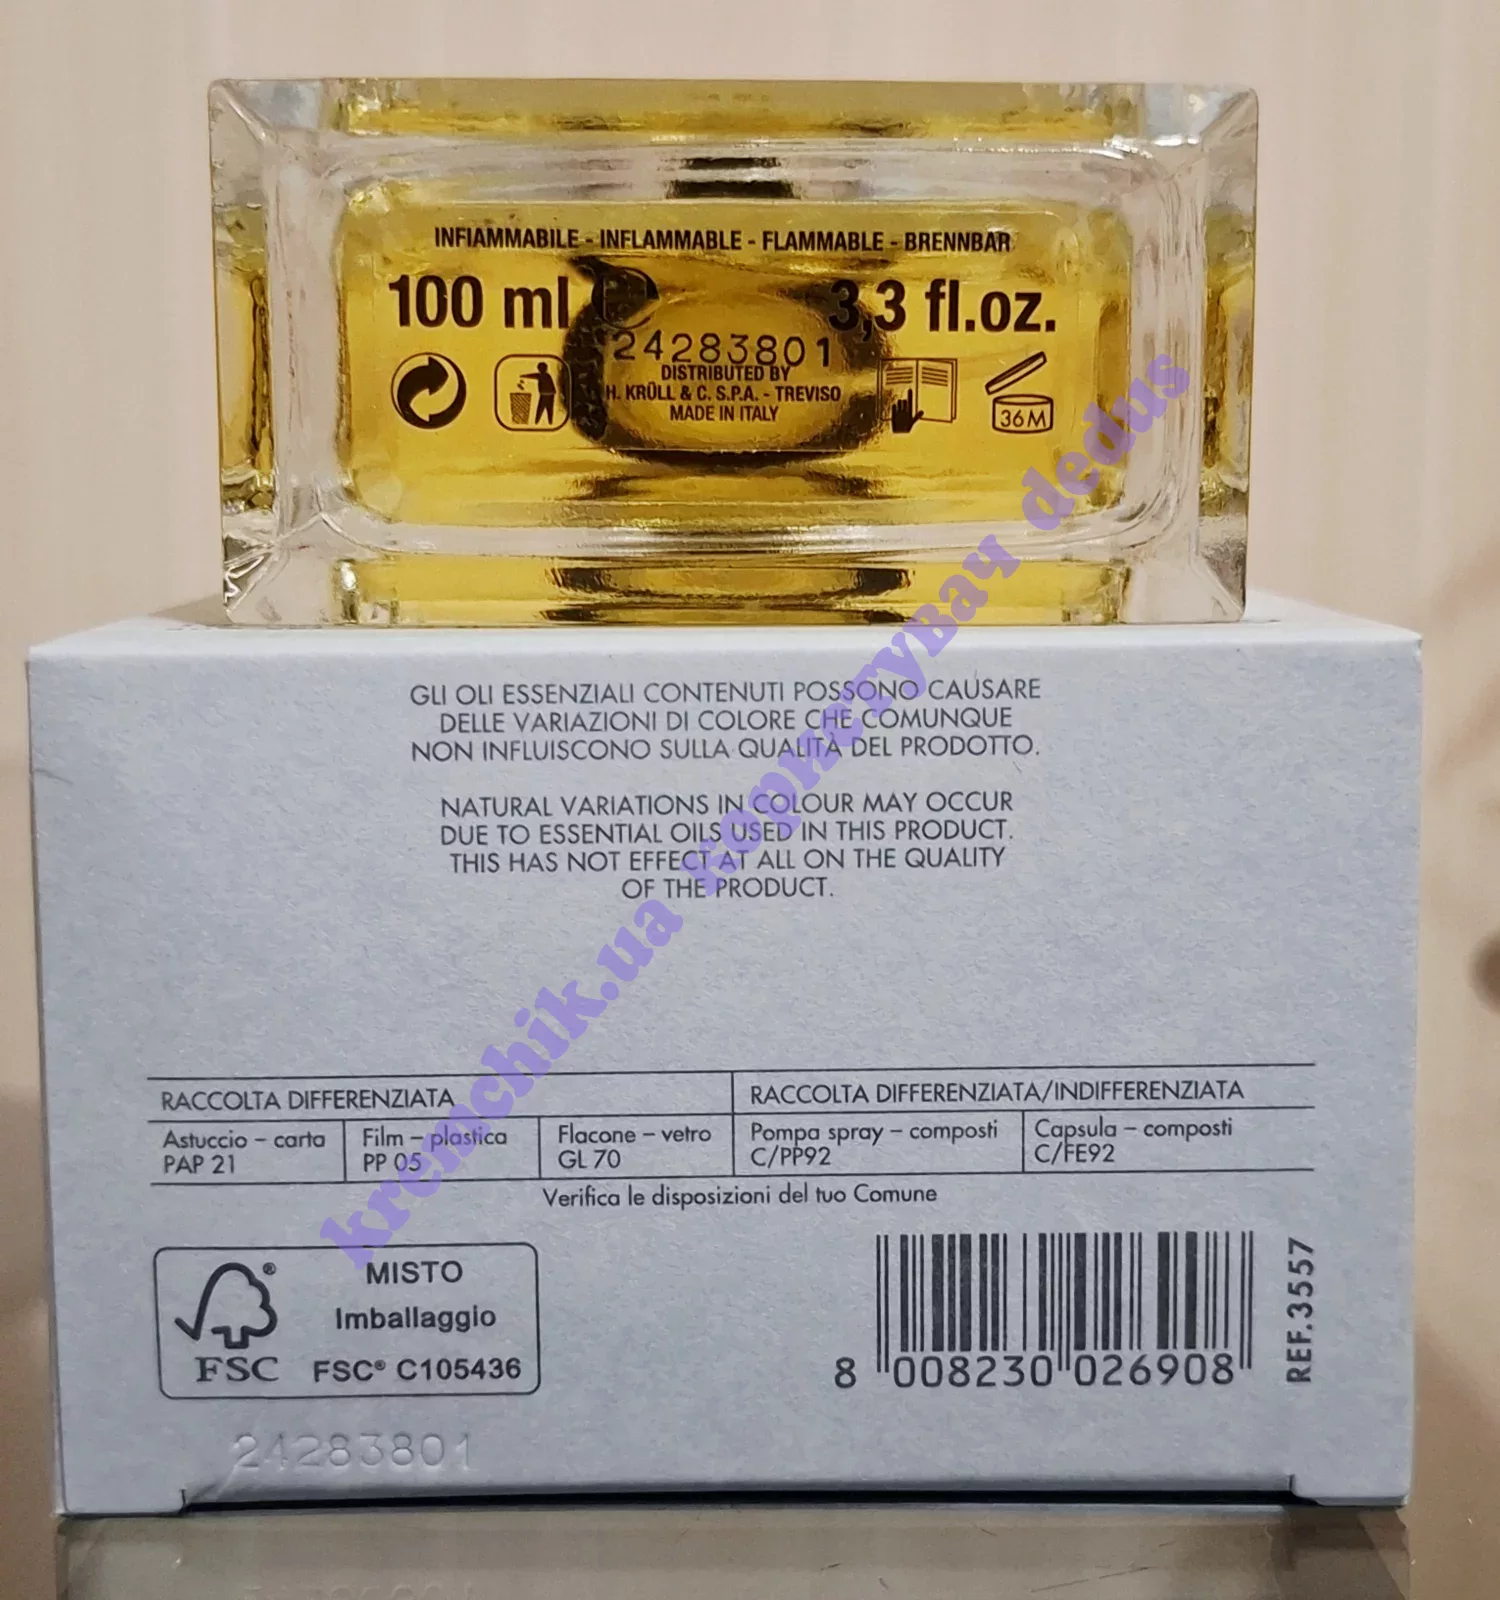 INFIAMMABILE - INFLAMMABLE - FLAMMABLE - BRENNBAR
100 ml ℮ 3,3 fl.oz.
24283801
DISTRIBUTED BY
H. KRÜLL & C. S.P.A. - TREVISO
MADE IN ITALY
36M
GLI OLI ESSENZIALI CONTENUTI POSSONO CAUSARE
DELLE VARIAZIONI DI COLORE CHE COMUNQUE
NON INFLUISCONO SULLA QUALITÀ DEL PRODOTTO.
NATURAL VARIATIONS IN COLOUR MAY OCCUR
DUE TO ESSENTIAL OILS USED IN THIS PRODUCT.
THIS HAS NOT EFFECT AT ALL ON THE QUALITY
OF THE PRODUCT.
RACCOLTA DIFFERENZIATA
RACCOLTA DIFFERENZIATA/INDIFFERENZIATA
Astuccio – carta
PAP 21
Film – plastica
PP 05
Flacone – vetro
GL 70
Pompa spray – composti
C/PP92
Capsula – composti
C/FE92
Verifica le disposizioni del tuo Comune
FSC
MISTO
Imballaggio
FSC® C105436
8 008230 026908
REF.3557
24283801
kremchik.ua користувач dedus